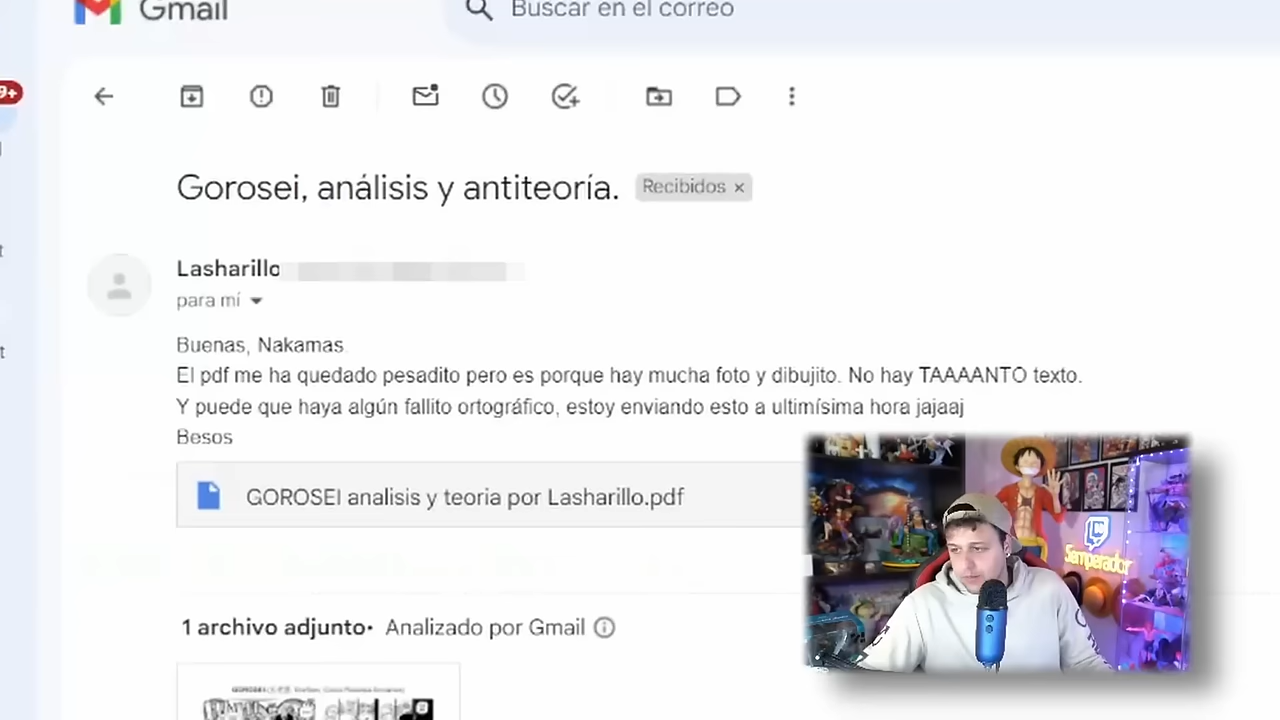 Gmail
Buscar en el correo
9+
Gorosei, análisis y antiteoría.
Recibidos ×
Lasharillo
para mí
Buenas, Nakamas
El pdf me ha quedado pesadito pero es porque hay mucha foto y dibujito. No hay TAAAANTO texto.
Y puede que haya algún fallito ortográfico, estoy enviando esto a ultimísima hora jajaaj
Besos
GOROSEI analisis y teoria por Lasharillo.pdf
Semperador
1 archivo adjunto• Analizado por Gmail